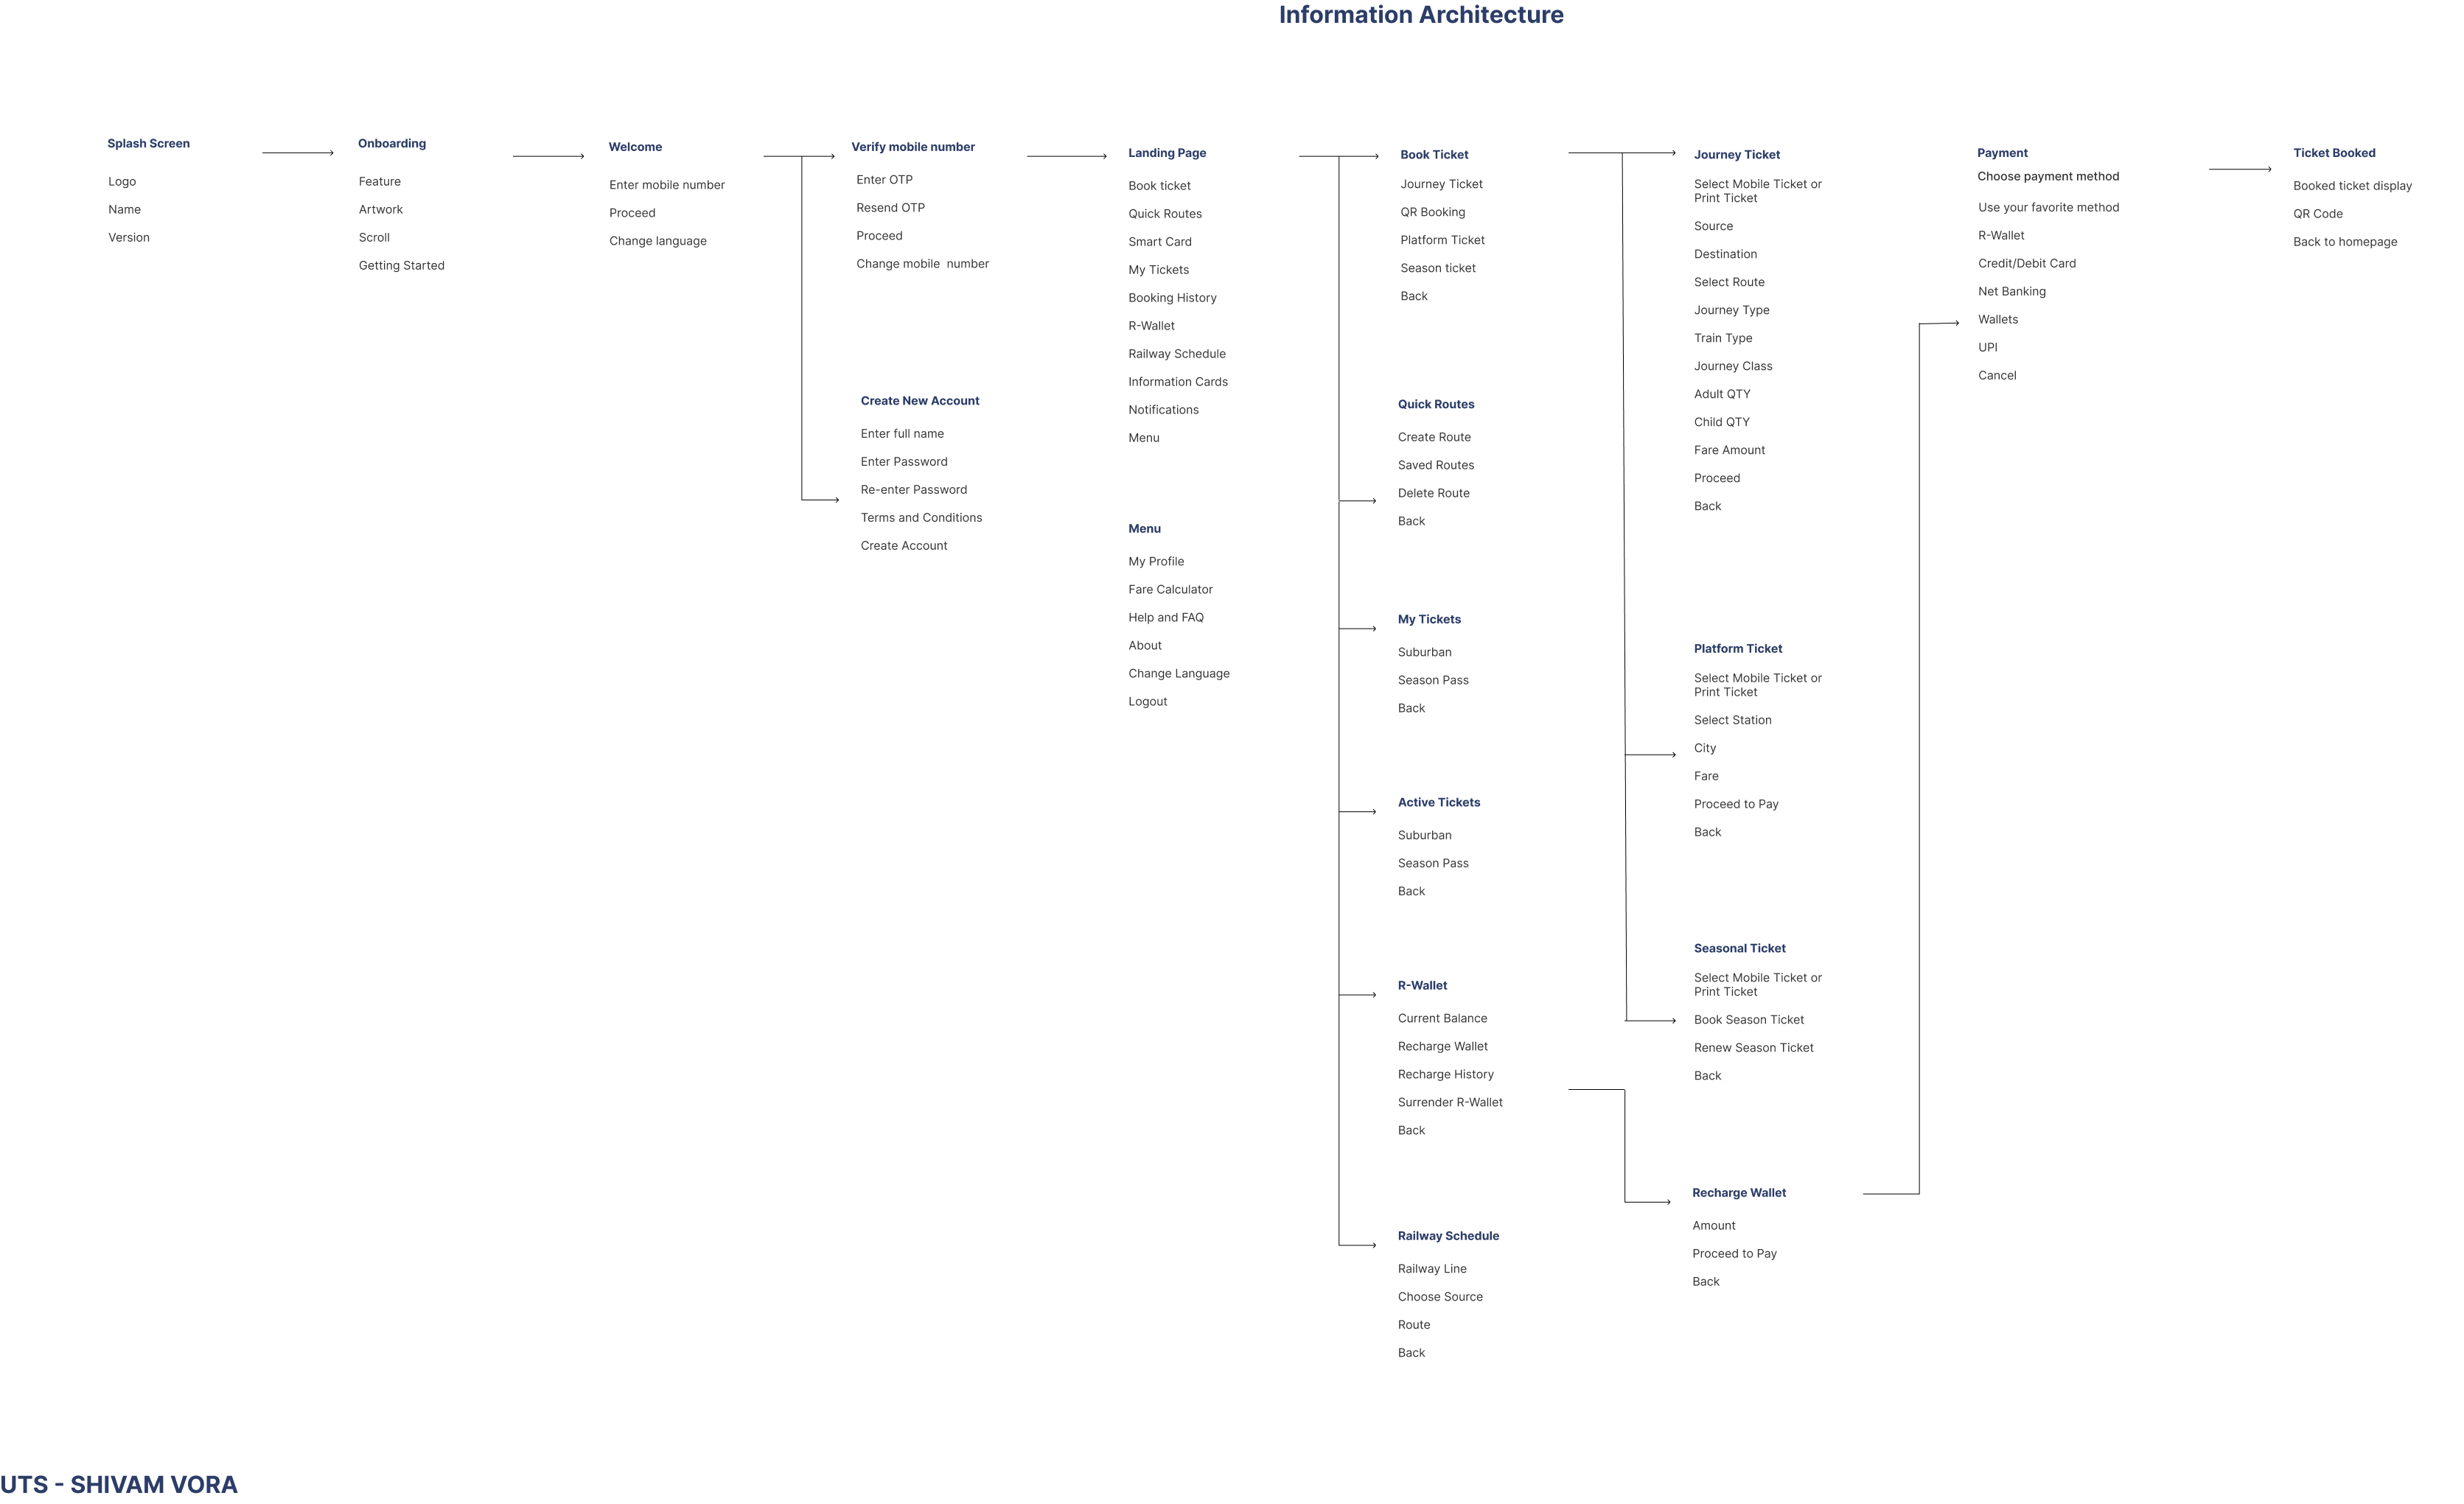 Information Architecture
Splash Screen
Logo
Name
Version
Onboarding
Feature
Artwork
Scroll
Getting Started
Welcome
Enter mobile number
Proceed
Change language
Verify mobile number
Enter OTP
Resend OTP
Proceed
Change mobile  number
Create New Account
Enter full name
Enter Password
Re-enter Password
Terms and Conditions
Create Account
Landing Page
Book ticket
Quick Routes
Smart Card
My Tickets
Booking History
R-Wallet
Railway Schedule
Information Cards
Notifications
Menu
Menu
My Profile
Fare Calculator
Help and FAQ
About
Change Language
Logout
Book Ticket
Journey Ticket
QR Booking
Platform Ticket
Season ticket
Back
Quick Routes
Create Route
Saved Routes
Delete Route
Back
My Tickets
Suburban
Season Pass
Back
Active Tickets
Suburban
Season Pass
Back
R-Wallet
Current Balance
Recharge Wallet
Recharge History
Surrender R-Wallet
Back
Railway Schedule
Railway Line
Choose Source
Route
Back
Journey Ticket
Select Mobile Ticket or
Print Ticket
Source
Destination
Select Route
Journey Type
Train Type
Journey Class
Adult QTY
Child QTY
Fare Amount
Proceed
Back
Platform Ticket
Select Mobile Ticket or
Print Ticket
Select Station
City
Fare
Proceed to Pay
Back
Seasonal Ticket
Select Mobile Ticket or
Print Ticket
Book Season Ticket
Renew Season Ticket
Back
Recharge Wallet
Amount
Proceed to Pay
Back
Payment
Choose payment method
Use your favorite method
R-Wallet
Credit/Debit Card
Net Banking
Wallets
UPI
Cancel
Ticket Booked
Booked ticket display
QR Code
Back to homepage
UTS - SHIVAM VORA